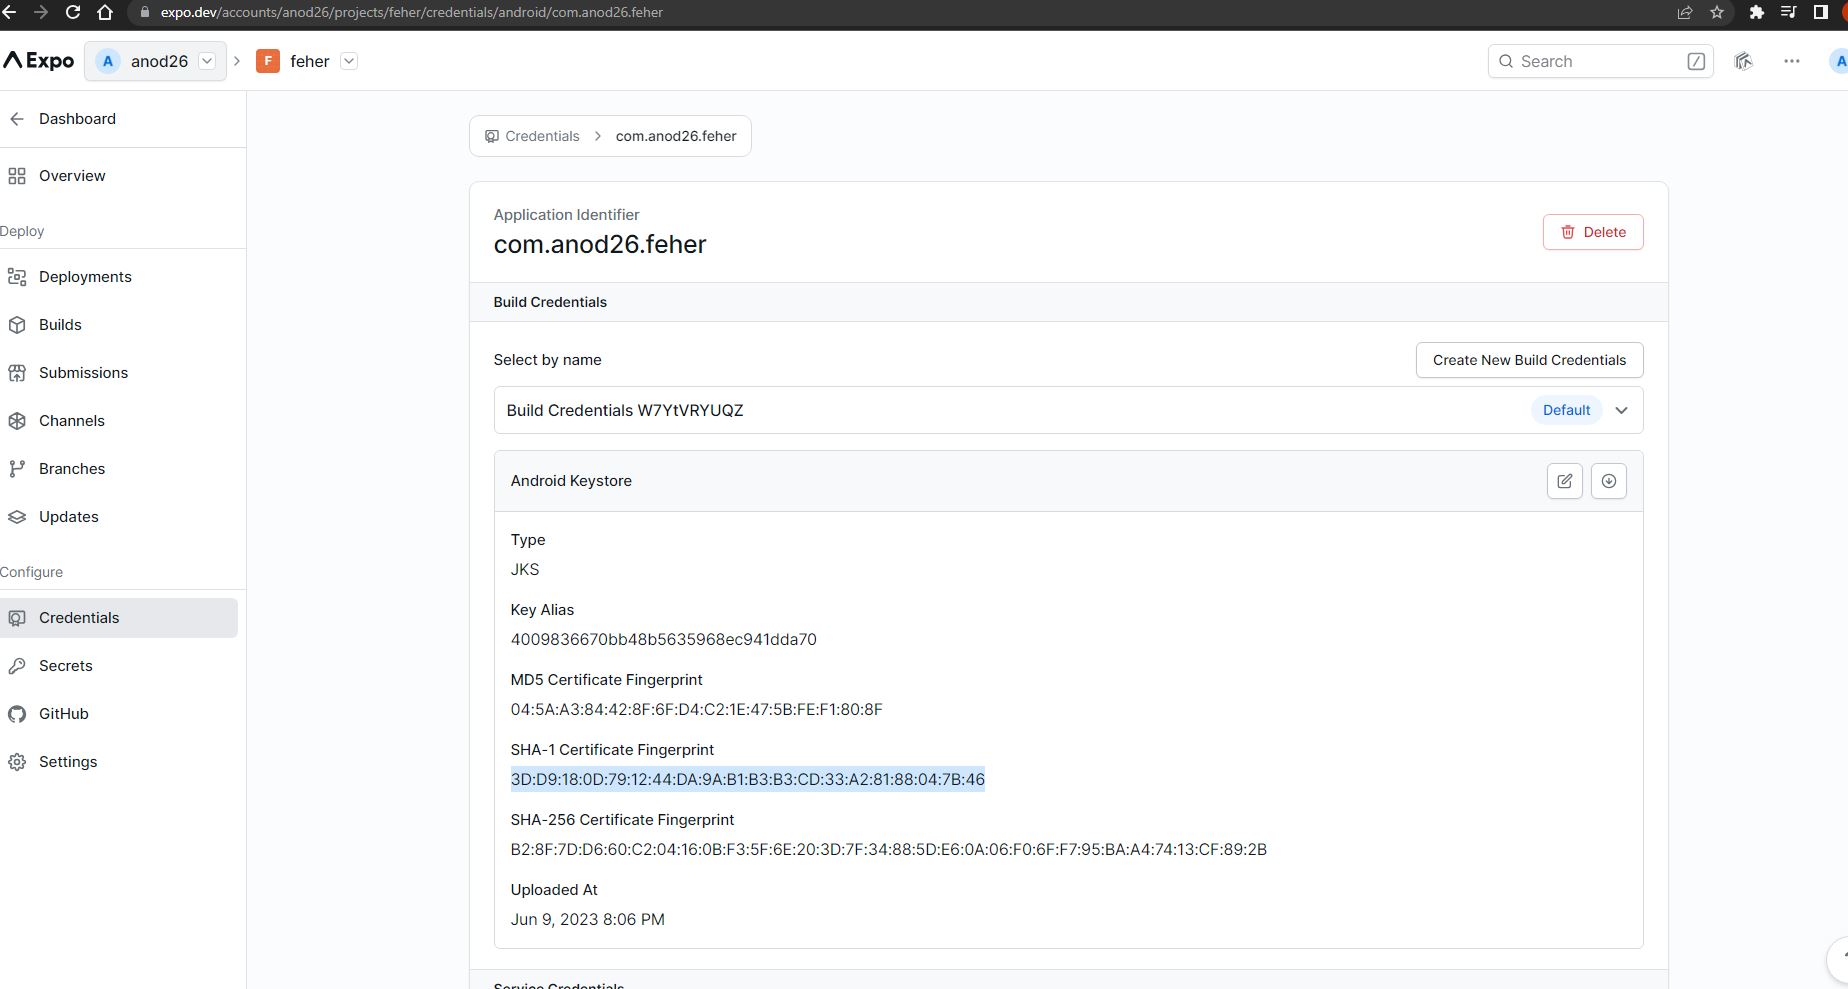 expo.dev/accounts/anod26/projects/feher/credentials/android/com.anod26.feher
Expo
A anod26 F feher
Search /
A
Dashboard
Overview
Deploy
Deployments
Builds
Submissions
Channels
Branches
Updates
Configure
Credentials
Secrets
GitHub
Settings
Credentials com.anod26.feher
Application Identifier
com.anod26.feher
Delete
Build Credentials
Select by name
Create New Build Credentials
Build Credentials W7YtVRYUQZ
Default
Android Keystore
Type
JKS
Key Alias
4009836670bb48b5635968ec941dda70
MD5 Certificate Fingerprint
04:5A:A3:84:42:8F:6F:D4:C2:1E:47:5B:FE:F1:80:8F
SHA-1 Certificate Fingerprint
3D:D9:18:0D:79:12:44:DA:9A:B1:B3:B3:CD:33:A2:81:88:04:7B:46
SHA-256 Certificate Fingerprint
B2:8F:7D:D6:60:C2:04:16:0B:F3:5F:6E:20:3D:7F:34:88:5D:E6:0A:06:F0:6F:F7:95:BA:A4:74:13:CF:89:2B
Uploaded At
Jun 9, 2023 8:06 PM
Service Credentials